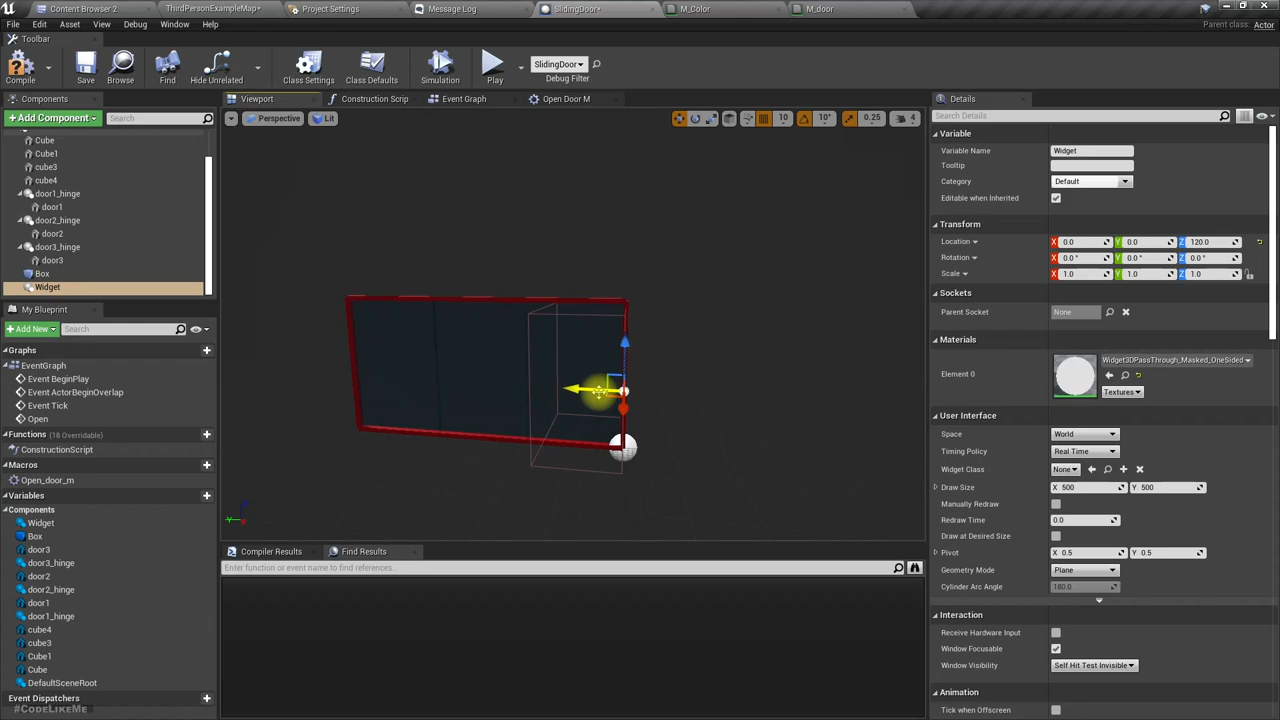 Content Browser 2
ThirdPersonExampleMap*
Project Settings
Message Log
SlidingDoor*
M_Color
M_door
File Edit Asset View Debug Window Help
Parent class: Actor
Toolbar
Compile
Save
Browse
Find
Hide Unrelated
Class Settings
Class Defaults
Simulation
Play
SlidingDoor
Debug Filter
Components
Viewport
Construction Scrip
Event Graph
Open Door M
Details
+Add Component
Search
Perspective
Lit
10
10°
0.25
4
Search Details
Cube
Cube1
cube3
cube4
door1_hinge
door1
door2_hinge
door2
door3_hinge
door3
Box
Widget
My Blueprint
+Add New
Search
Graphs
EventGraph
Event BeginPlay
Event ActorBeginOverlap
Event Tick
Open
Functions (18 Overridable)
ConstructionScript
Macros
Open_door_m
Variables
Components
Widget
Box
door3
door3_hinge
door2
door2_hinge
door1
door1_hinge
cube4
cube3
Cube1
Cube
DefaultSceneRoot
Event Dispatchers
#CodeLikeMe
Compiler Results
Find Results
Enter function or event name to find references...
Variable
Variable Name Widget
Tooltip
Category Default
Editable when Inherited
Transform
Location X 0.0 Y 0.0 Z 120.0
Rotation X 0.0° Y 0.0° Z 0.0°
Scale X 1.0 Y 1.0 Z 1.0
Sockets
Parent Socket None
Materials
Element 0
Widget3DPassThrough_Masked_OneSided
Textures
User Interface
Space World
Timing Policy Real Time
Widget Class None
Draw Size X 500 Y 500
Manually Redraw
Redraw Time 0.0
Draw at Desired Size
Pivot X 0.5 Y 0.5
Geometry Mode Plane
Cylinder Arc Angle 180.0
Interaction
Receive Hardware Input
Window Focusable
Window Visibility Self Hit Test Invisible
Animation
Tick when Offscreen